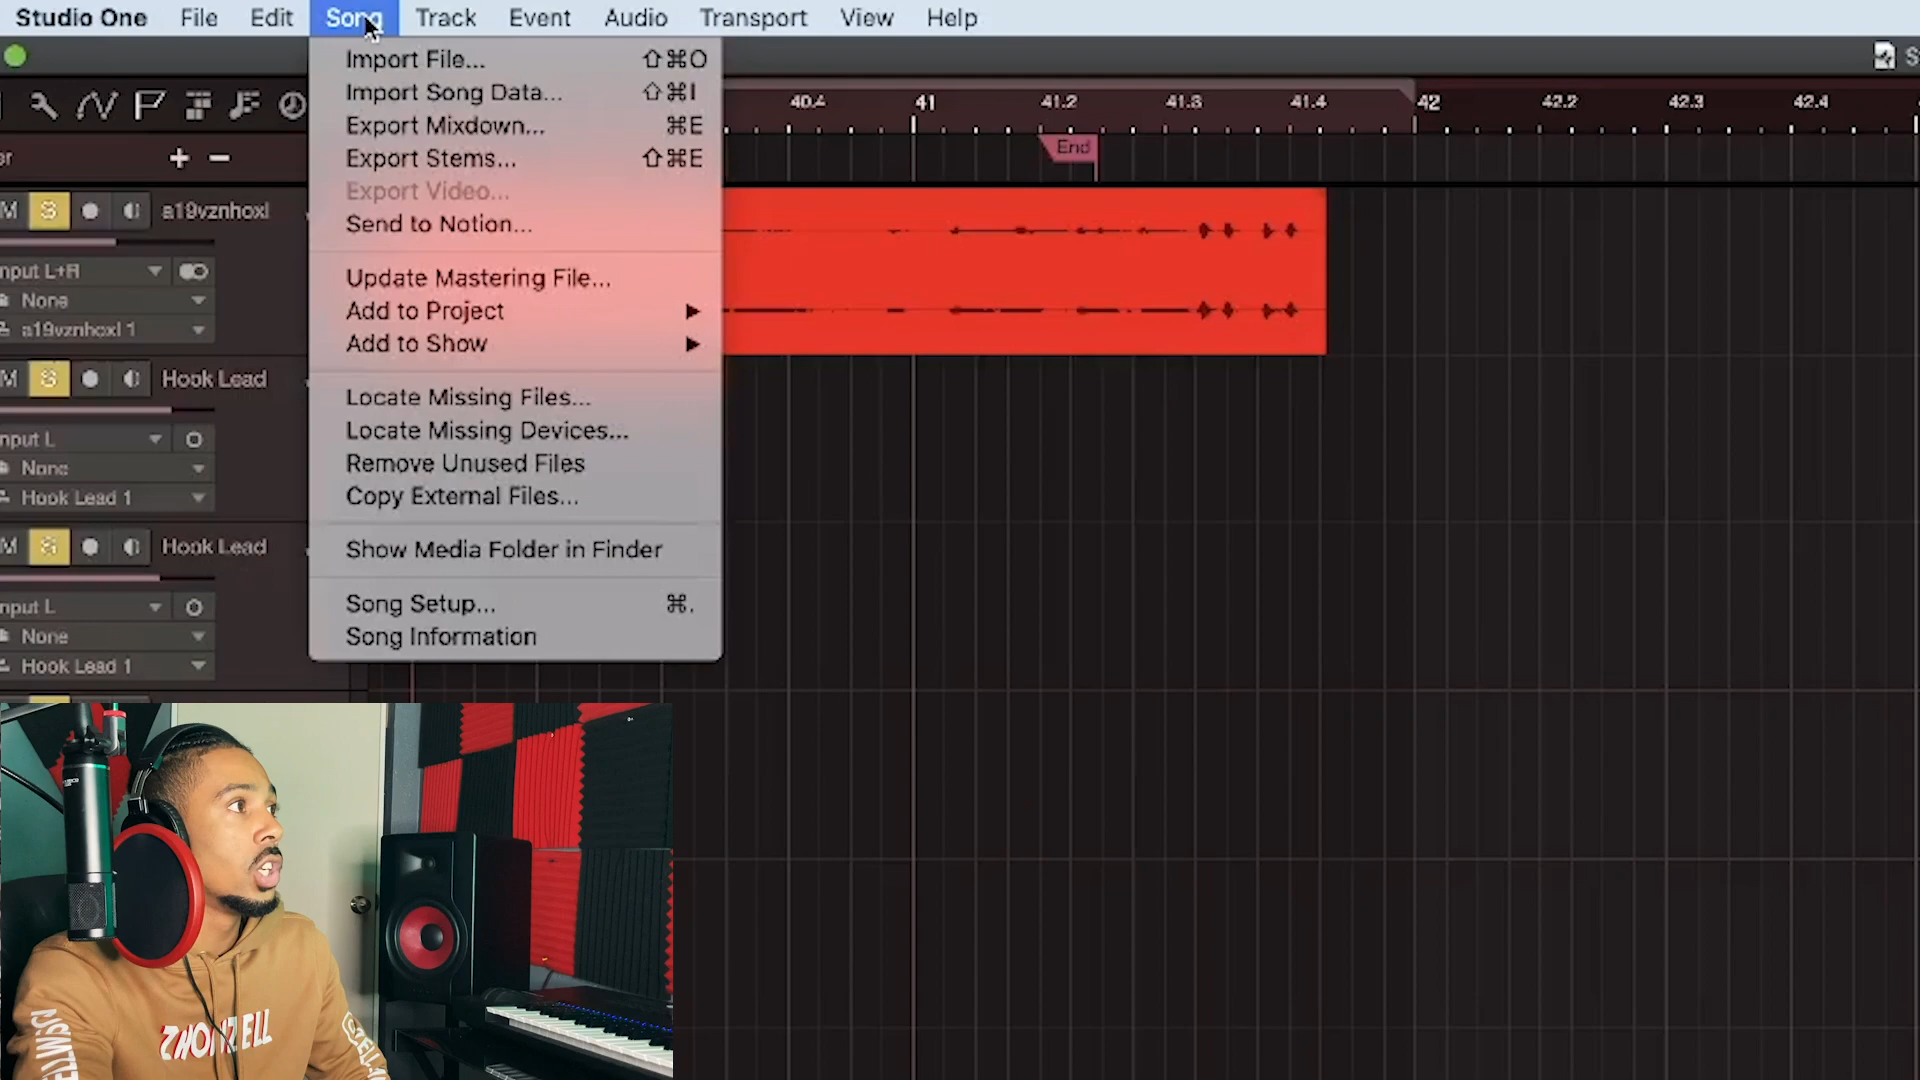 Studio One File Edit Song Track Event Audio Transport View Help
Import File... ⇧⌘O
Import Song Data... ⇧⌘I
Export Mixdown... ⌘E
Export Stems... ⇧⌘E
Export Video...
Send to Notion...
Update Mastering File...
Add to Project
Add to Show
Locate Missing Files...
Locate Missing Devices...
Remove Unused Files
Copy External Files...
Show Media Folder in Finder
Song Setup... ⌘.
Song Information
40.4 41 41.2 41.3 41.4 42 42.2 42.3 42.4
End
M S a19vznhoxl
nput L+R
None
a19vznhoxl 1
M S Hook Lead
nput L
None
Hook Lead 1
M S Hook Lead
nput L
None
Hook Lead 1